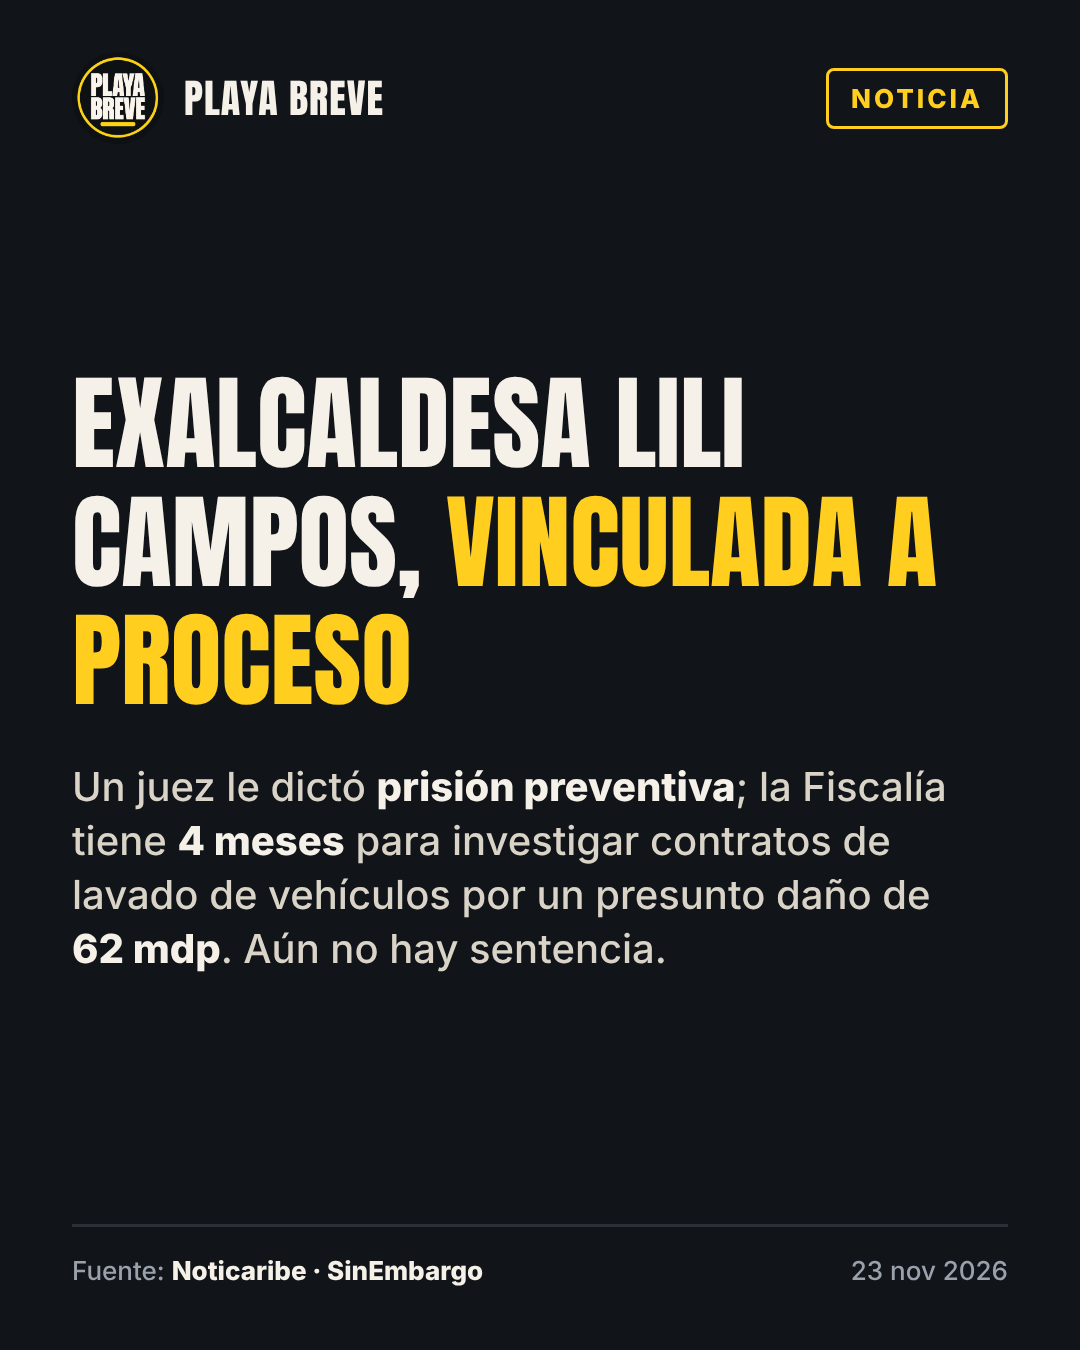 PLAYA
BREVE
PLAYA BREVE
NOTICIA
EXALCALDESA LILI
CAMPOS, VINCULADA A
PROCESO
Un juez le dictó prisión preventiva; la Fiscalía
tiene 4 meses para investigar contratos de
lavado de vehículos por un presunto daño de
62 mdp. Aún no hay sentencia.
Fuente: Noticaribe · SinEmbargo
23 nov 2026